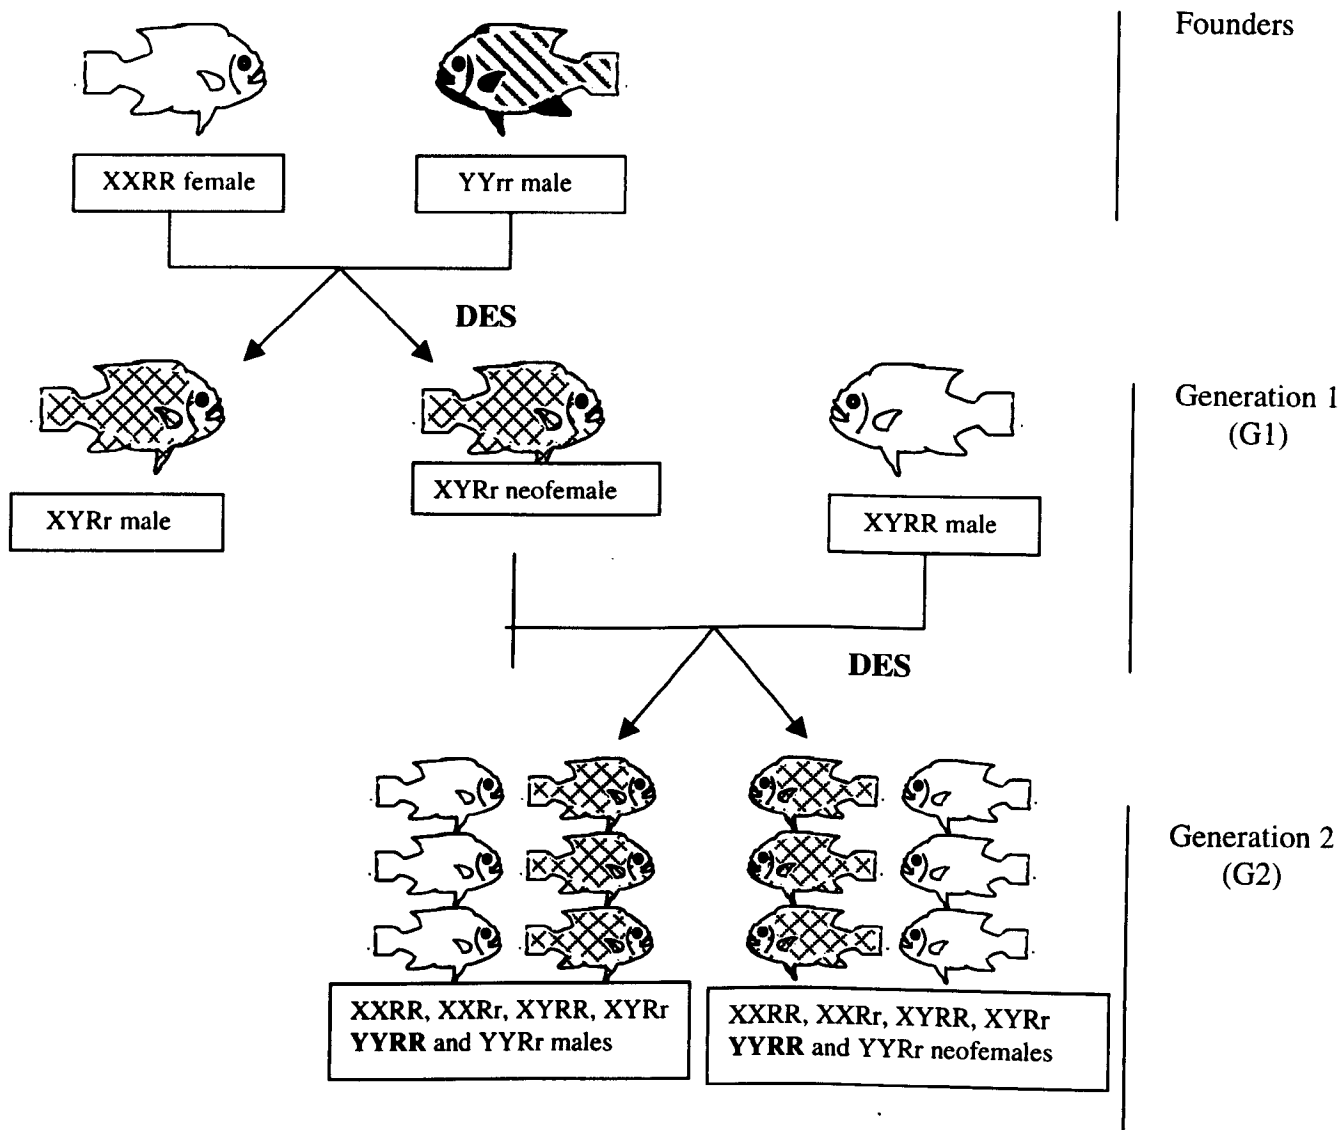 Founders
XXRR female
YYrr male
DES
Generation 1
(G1)
XYRr male
XYRr neofemale
XYRR male
DES
Generation 2
(G2)
XXRR, XXRr, XYRR, XYRr
YYRR and YYRr males
XXRR, XXRr, XYRR, XYRr
YYRR and YYRr neofemales